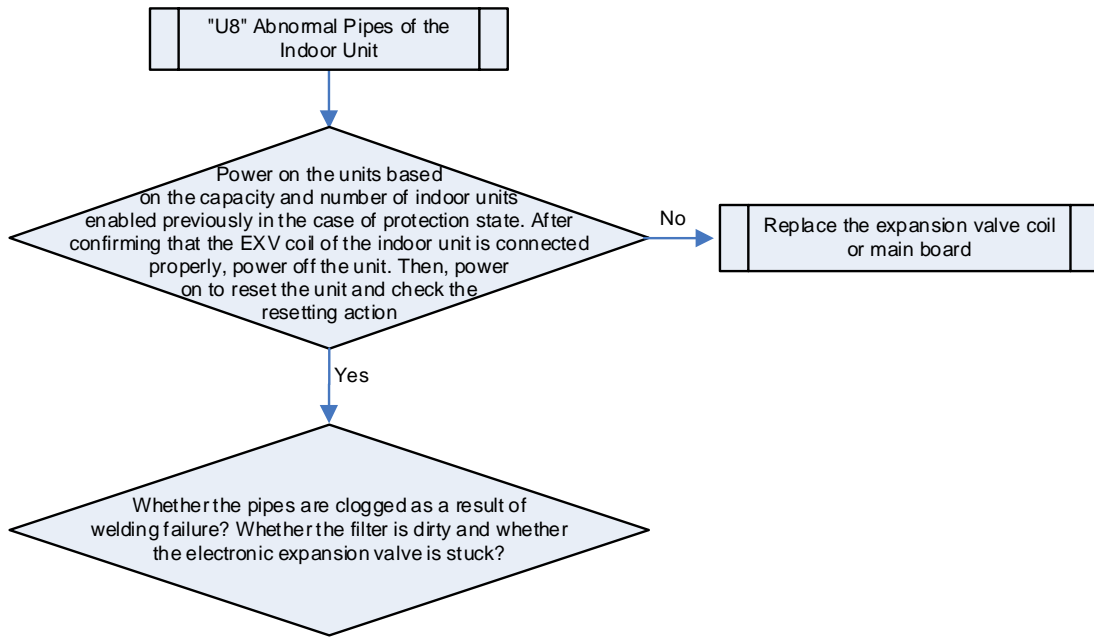 "U8" Abnormal Pipes of the
Indoor Unit
Power on the units based
on the capacity and number of indoor units
enabled previously in the case of protection state. After
confirming that the EXV coil of the indoor unit is connected
properly, power off the unit. Then, power
on to reset the unit and check the
resetting action
No
Replace the expansion valve coil
or main board
Yes
Whether the pipes are clogged as a result of
welding failure? Whether the filter is dirty and whether
the electronic expansion valve is stuck?